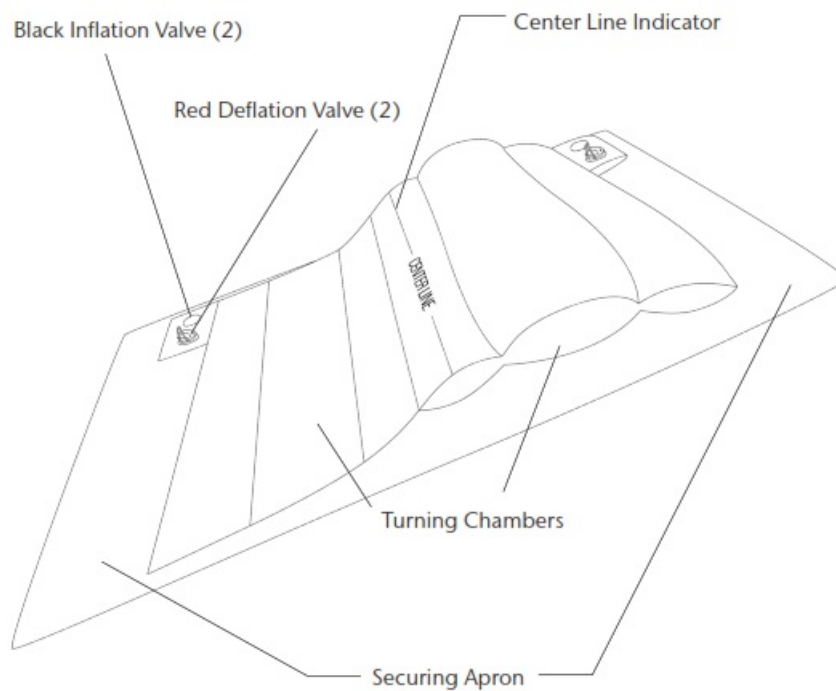 Black Inflation Valve (2)
Center Line Indicator
Red Deflation Valve (2)
CENTER LINE
Turning Chambers
Securing Apron